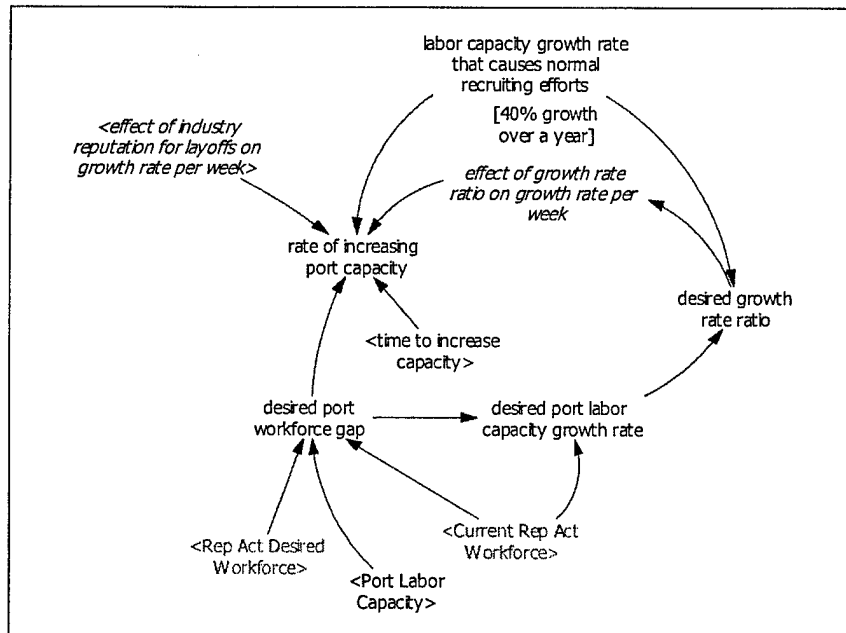 labor capacity growth rate
that causes normal
recruiting efforts
[40% growth
over a year]
<effect of industry
reputation for layoffs on
growth rate per week>
effect of growth rate
ratio on growth rate per
week
rate of increasing
port capacity
desired growth
rate ratio
<time to increase
capacity>
desired port
workforce gap
desired port labor
capacity growth rate
<Rep Act Desired
Workforce>
<Current Rep Act
Workforce>
<Port Labor
Capacity>